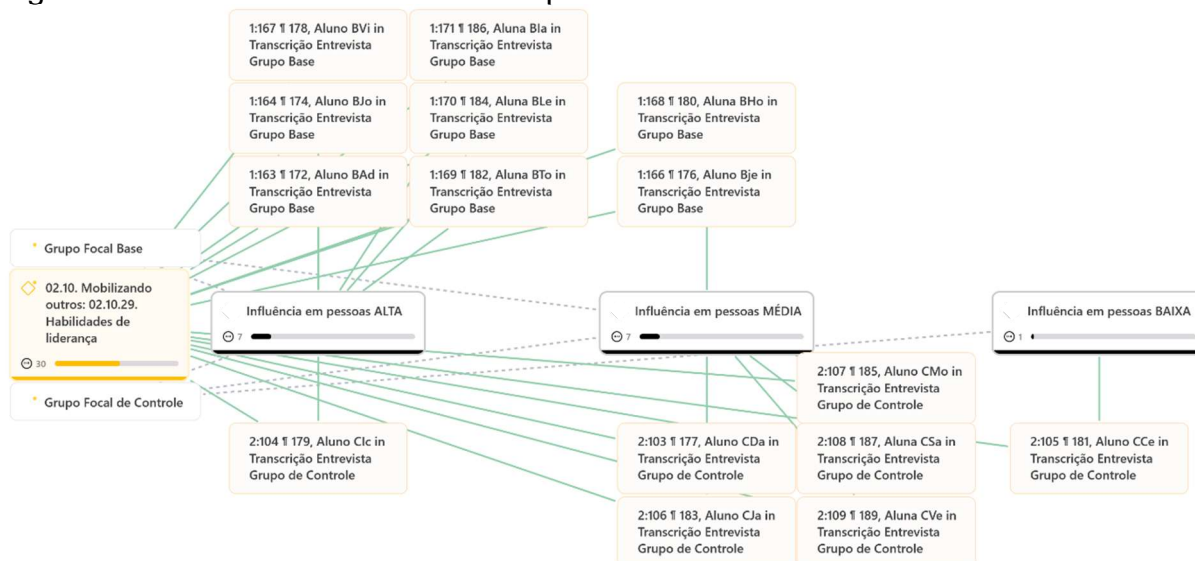 1:167 ¶ 178, Aluno BVi in
Transcrição Entrevista
Grupo Base
1:171 ¶ 186, Aluna BIa in
Transcrição Entrevista
Grupo Base
1:164 ¶ 174, Aluno BJo in
Transcrição Entrevista
Grupo Base
1:170 ¶ 184, Aluna BLe in
Transcrição Entrevista
Grupo Base
1:168 ¶ 180, Aluna BHo in
Transcrição Entrevista
Grupo Base
1:163 ¶ 172, Aluno BAd in
Transcrição Entrevista
Grupo Base
1:169 ¶ 182, Aluna BTo in
Transcrição Entrevista
Grupo Base
1:166 ¶ 176, Aluno Bje in
Transcrição Entrevista
Grupo Base
Grupo Focal Base
02.10. Mobilizando
outros: 02.10.29.
Habilidades de
liderança
30
Influência em pessoas ALTA
7
Influência em pessoas MÉDIA
7
Influência em pessoas BAIXA
1
Grupo Focal de Controle
2:107 ¶ 185, Aluno CMo in
Transcrição Entrevista
Grupo de Controle
2:104 ¶ 179, Aluno CIc in
Transcrição Entrevista
Grupo de Controle
2:103 ¶ 177, Aluno CDa in
Transcrição Entrevista
Grupo de Controle
2:108 ¶ 187, Aluna CSa in
Transcrição Entrevista
Grupo de Controle
2:105 ¶ 181, Aluno CCe in
Transcrição Entrevista
Grupo de Controle
2:106 ¶ 183, Aluno CJa in
Transcrição Entrevista
Grupo de Controle
2:109 ¶ 189, Aluna CVe in
Transcrição Entrevista
Grupo de Controle